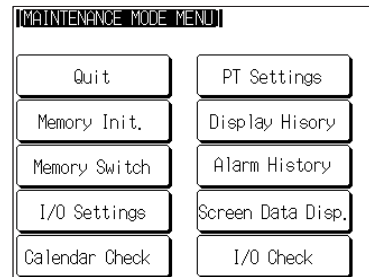 [MAINTENANCE MODE MENU]
Quit
PT Settings
Memory Init.
Display Hisory
Memory Switch
Alarm History
I/O Settings
Screen Data Disp.
Calendar Check
I/O Check